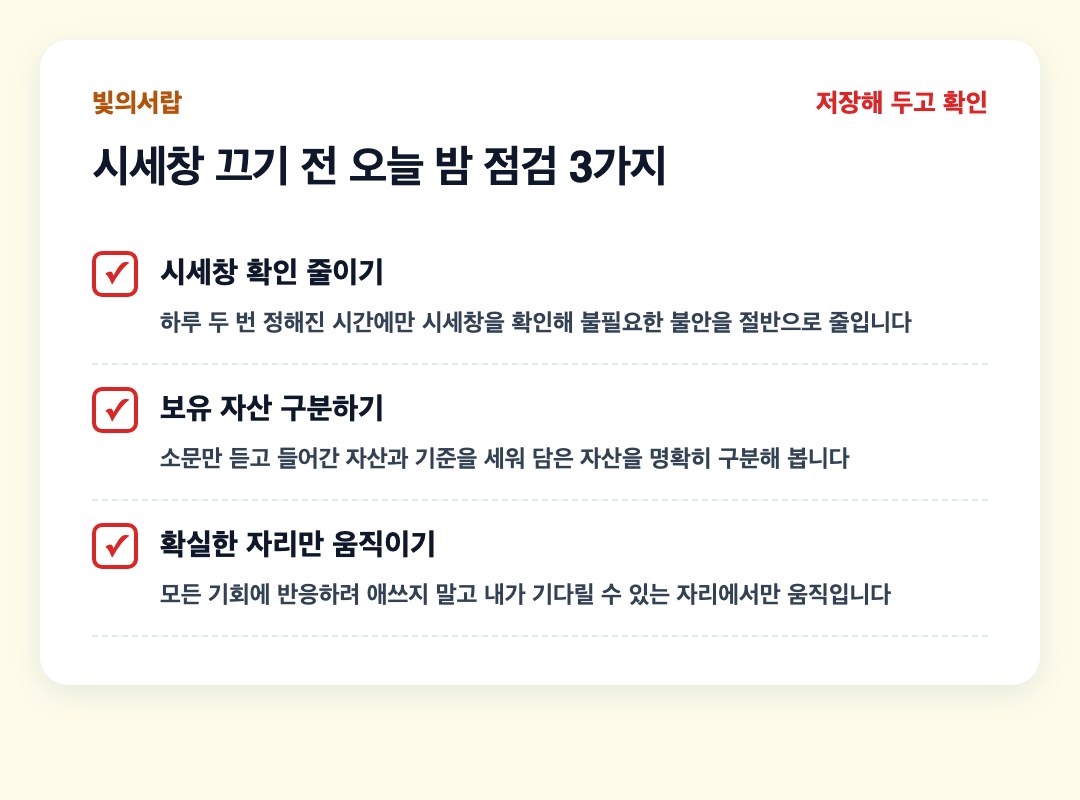 빛의서랍
저장해 두고 확인
시세창 끄기 전 오늘 밤 점검 3가지
시세창 확인 줄이기
하루 두 번 정해진 시간에만 시세창을 확인해 불필요한 불안을 절반으로 줄입니다
보유 자산 구분하기
소문만 듣고 들어간 자산과 기준을 세워 담은 자산을 명확히 구분해 봅니다
확실한 자리만 움직이기
모든 기회에 반응하려 애쓰지 말고 내가 기다릴 수 있는 자리에서만 움직입니다